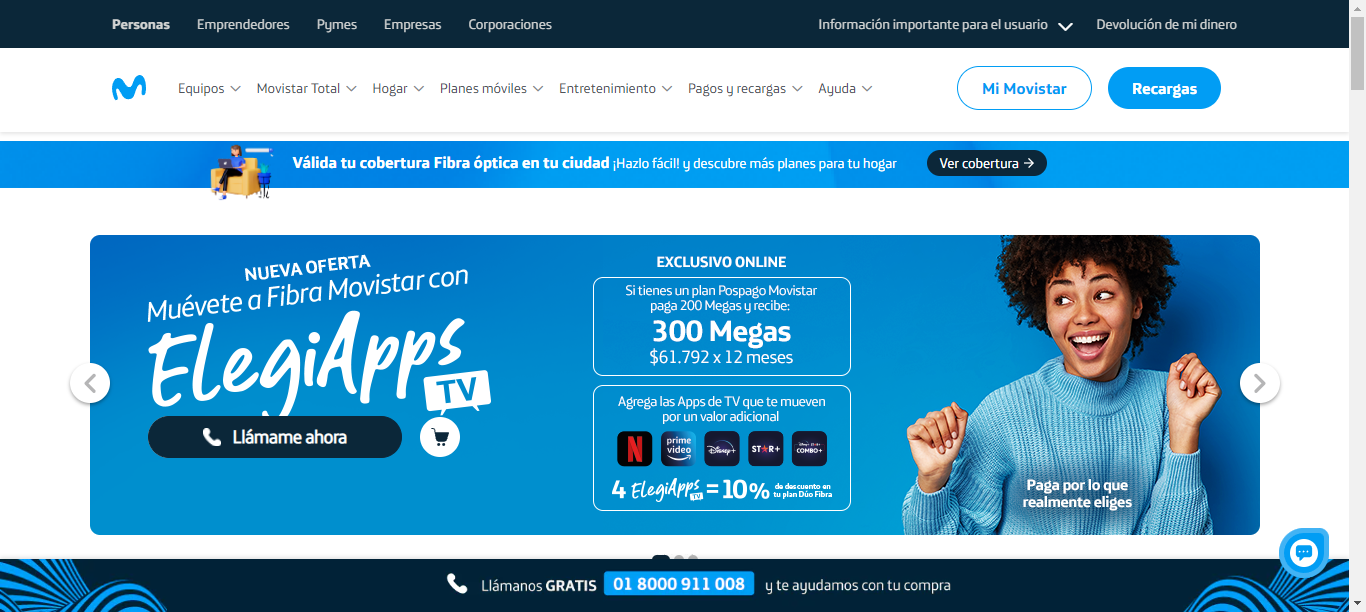 Personas Emprendedores Pymes Empresas Corporaciones Información importante para el usuario Devolución de mi dinero
Equipos Movistar Total Hogar Planes móviles Entretenimiento Pagos y recargas Ayuda Mi Movistar Recargas
Válida tu cobertura Fibra óptica en tu ciudad ¡Hazlo fácil! y descubre más planes para tu hogar Ver cobertura →
NUEVA OFERTA
Muévete a Fibra Movistar con
ElegiApps
TV
Llámame ahora
EXCLUSIVO ONLINE
Si tienes un plan Pospago Movistar
paga 200 Megas y recibe:
300 Megas
$61.792 x 12 meses
Agrega las Apps de TV que te mueven
por un valor adicional
N
prime video
Disney+
STAR+
Disney+ STAR+ COMBO+
4 ElegiApps TV = 10% de descuento en
tu plan Dúo Fibra
Paga por lo que
realmente eliges
Llámanos GRATIS 01 8000 911 008 y te ayudamos con tu compra